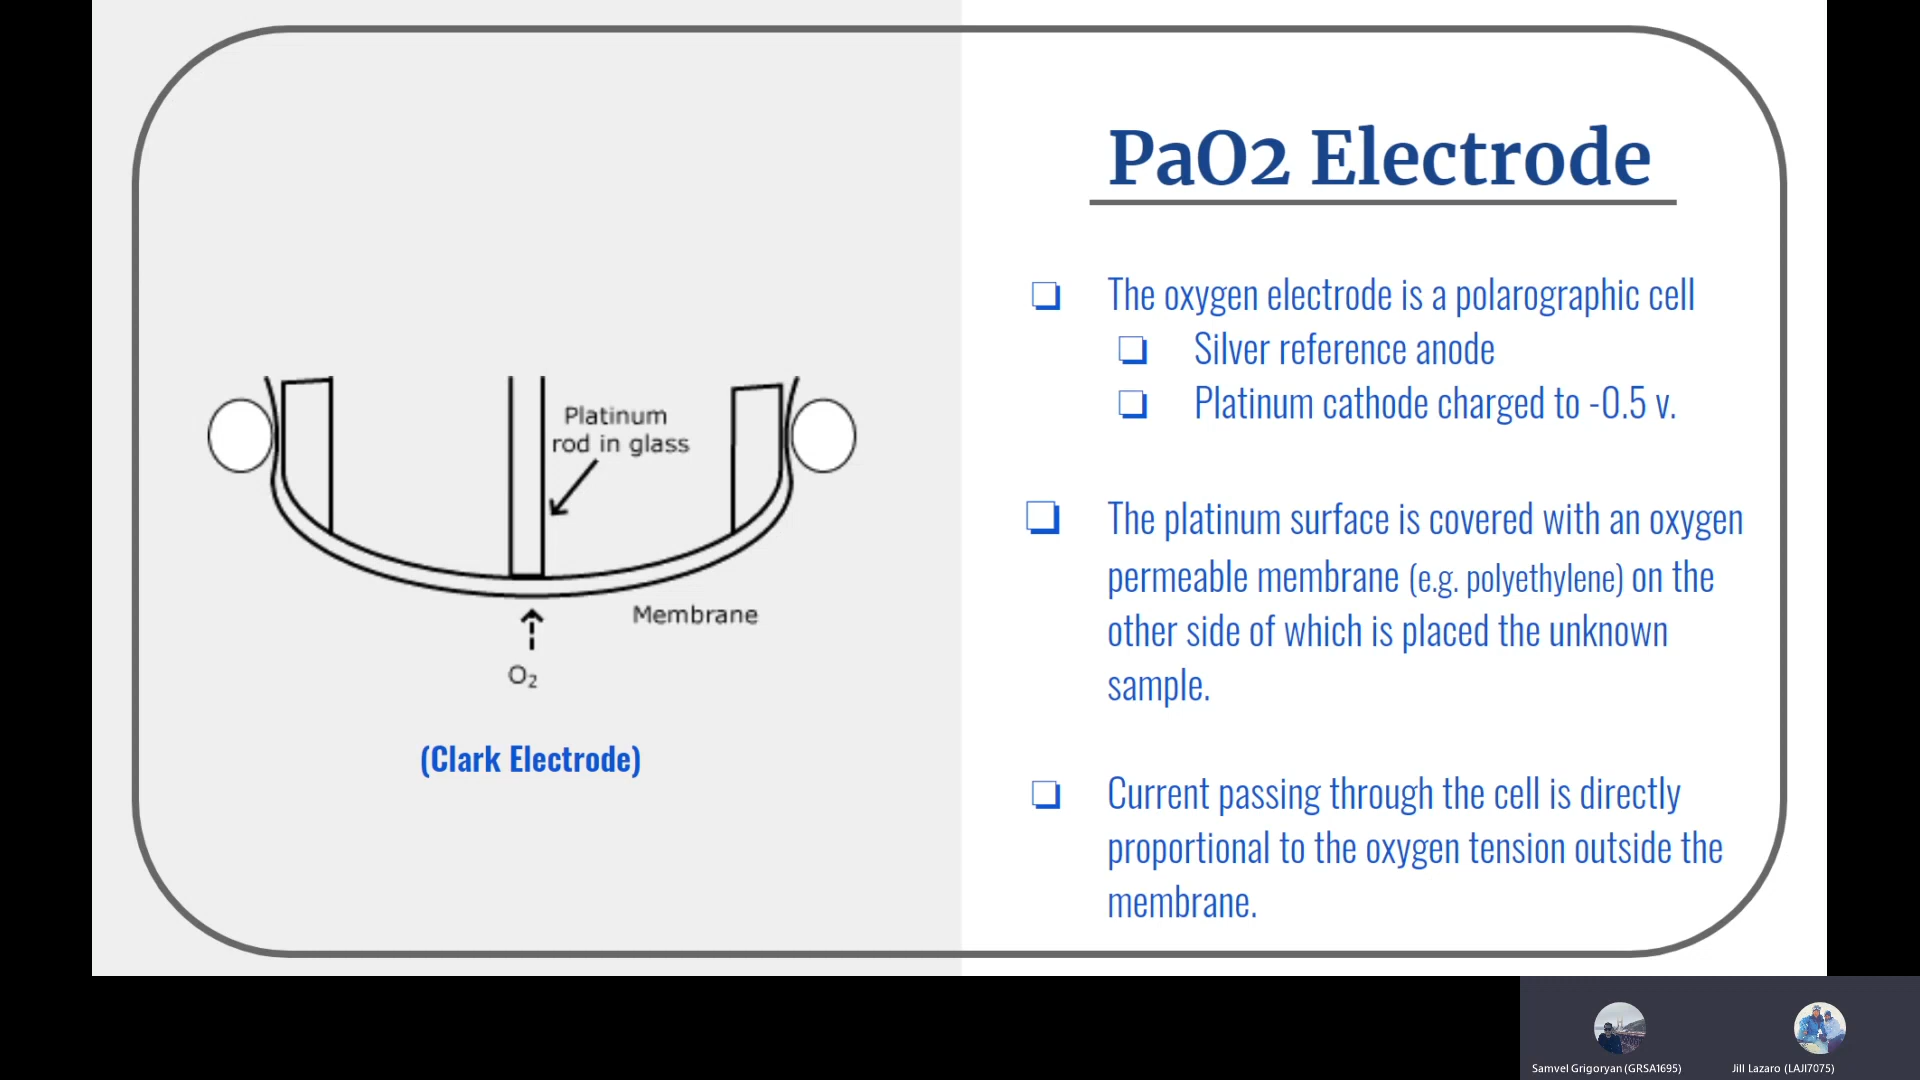 PaO2 Electrode
The oxygen electrode is a polarographic cell
Silver reference anode
Platinum cathode charged to -0.5 v.
The platinum surface is covered with an oxygen
permeable membrane (e.g. polyethylene) on the
other side of which is placed the unknown
sample.
Current passing through the cell is directly
proportional to the oxygen tension outside the
membrane.
Platinum
rod in glass
Membrane
O₂
(Clark Electrode)
Samvel Grigoryan (GRSA1695)
Jill Lazaro (LAJI7075)